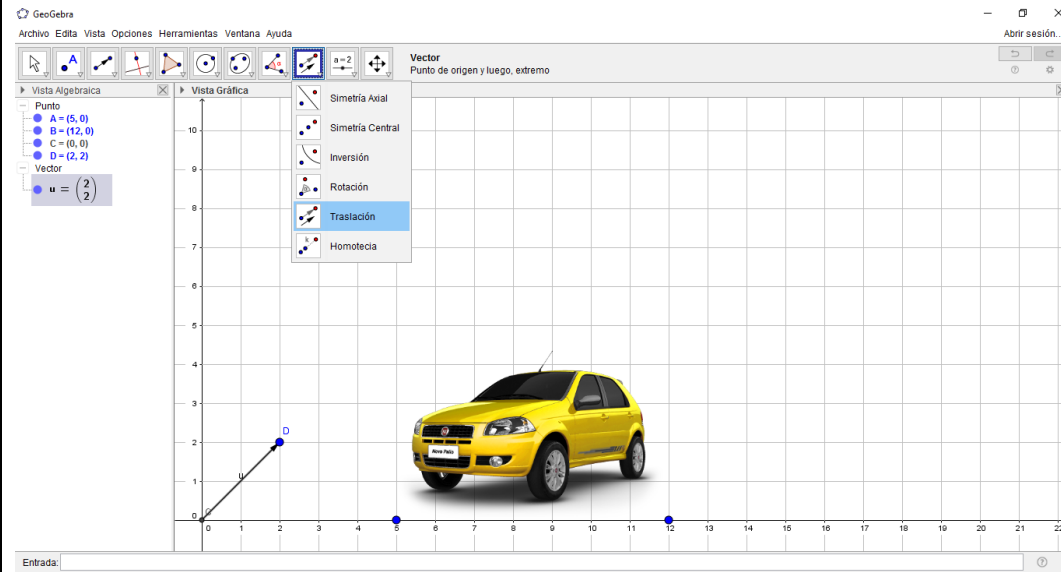 GeoGebra
Archivo Edita Vista Opciones Herramientas Ventana Ayuda
Abrir sesión...
A
α
a=2
Vector
Punto de origen y luego, extremo
Vista Algebraica
Vista Gráfica
Punto
A = (5, 0)
B = (12, 0)
C = (0, 0)
D = (2, 2)
Vector
u = (2
2)
Simetría Axial
Simetría Central
Inversión
Rotación
Traslación
Homotecia
10
9
8
7
6
5
4
3
2
1
0
D
u
C
Novo Palio
0 1 2 3 4 5 6 7 8 9 10 11 12 13 14 15 16 17 18 19 20 21 22
Entrada: